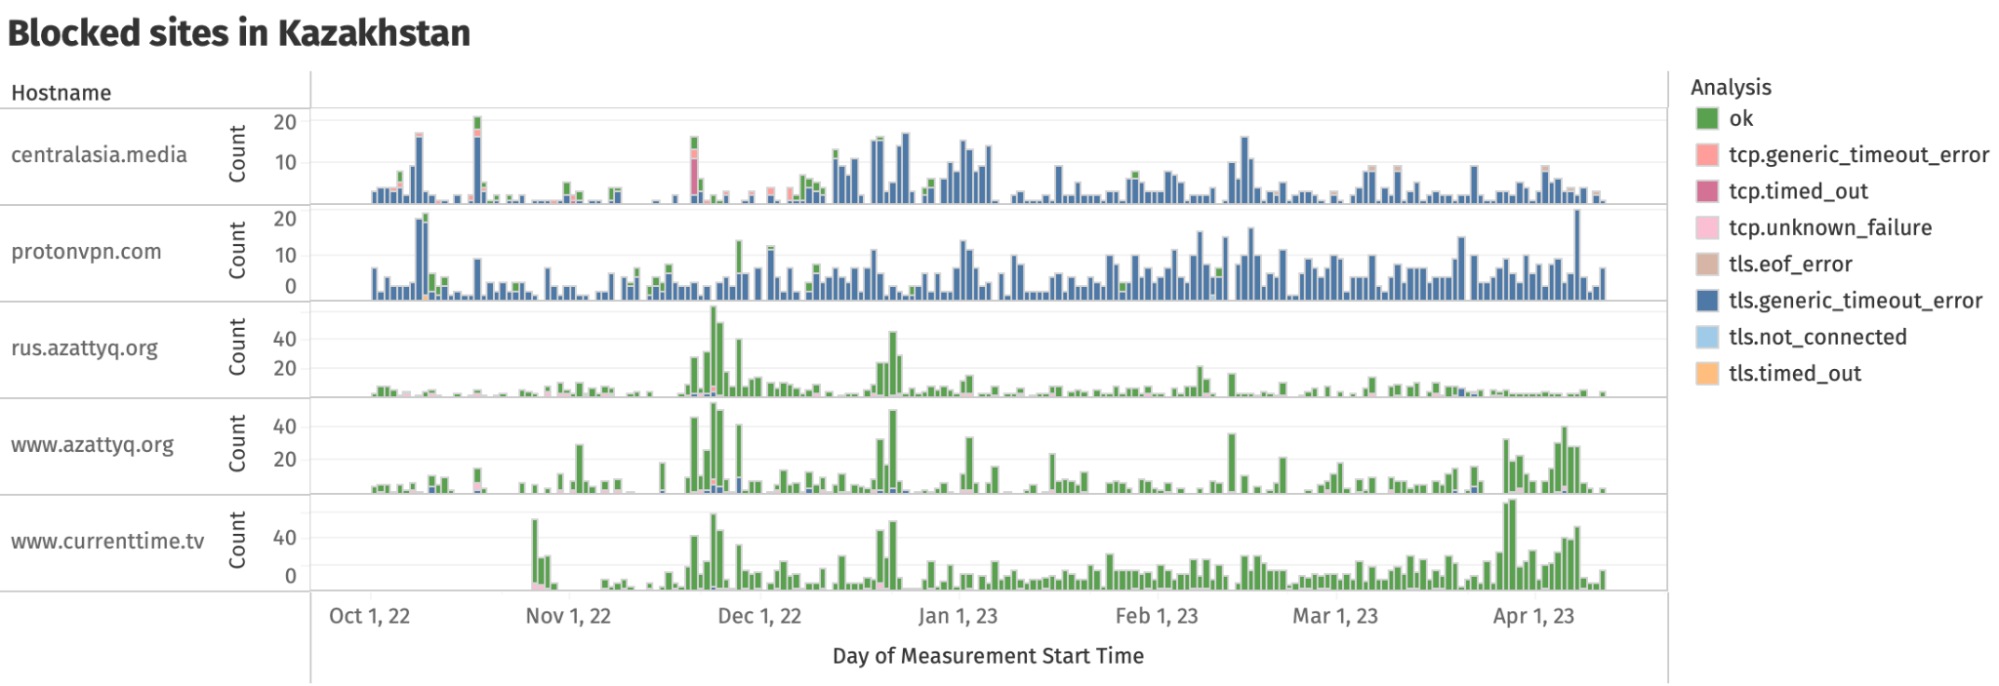 Blocked sites in Kazakhstan
Hostname
centralasia.media
Count
20
10
protonvpn.com
Count
20
10
0
rus.azattyq.org
Count
40
20
www.azattyq.org
Count
40
20
www.currenttime.tv
Count
40
0
Oct 1, 22 Nov 1, 22 Dec 1, 22 Jan 1, 23 Feb 1, 23 Mar 1, 23 Apr 1, 23
Day of Measurement Start Time
Analysis
ok
tcp.generic_timeout_error
tcp.timed_out
tcp.unknown_failure
tls.eof_error
tls.generic_timeout_error
tls.not_connected
tls.timed_out